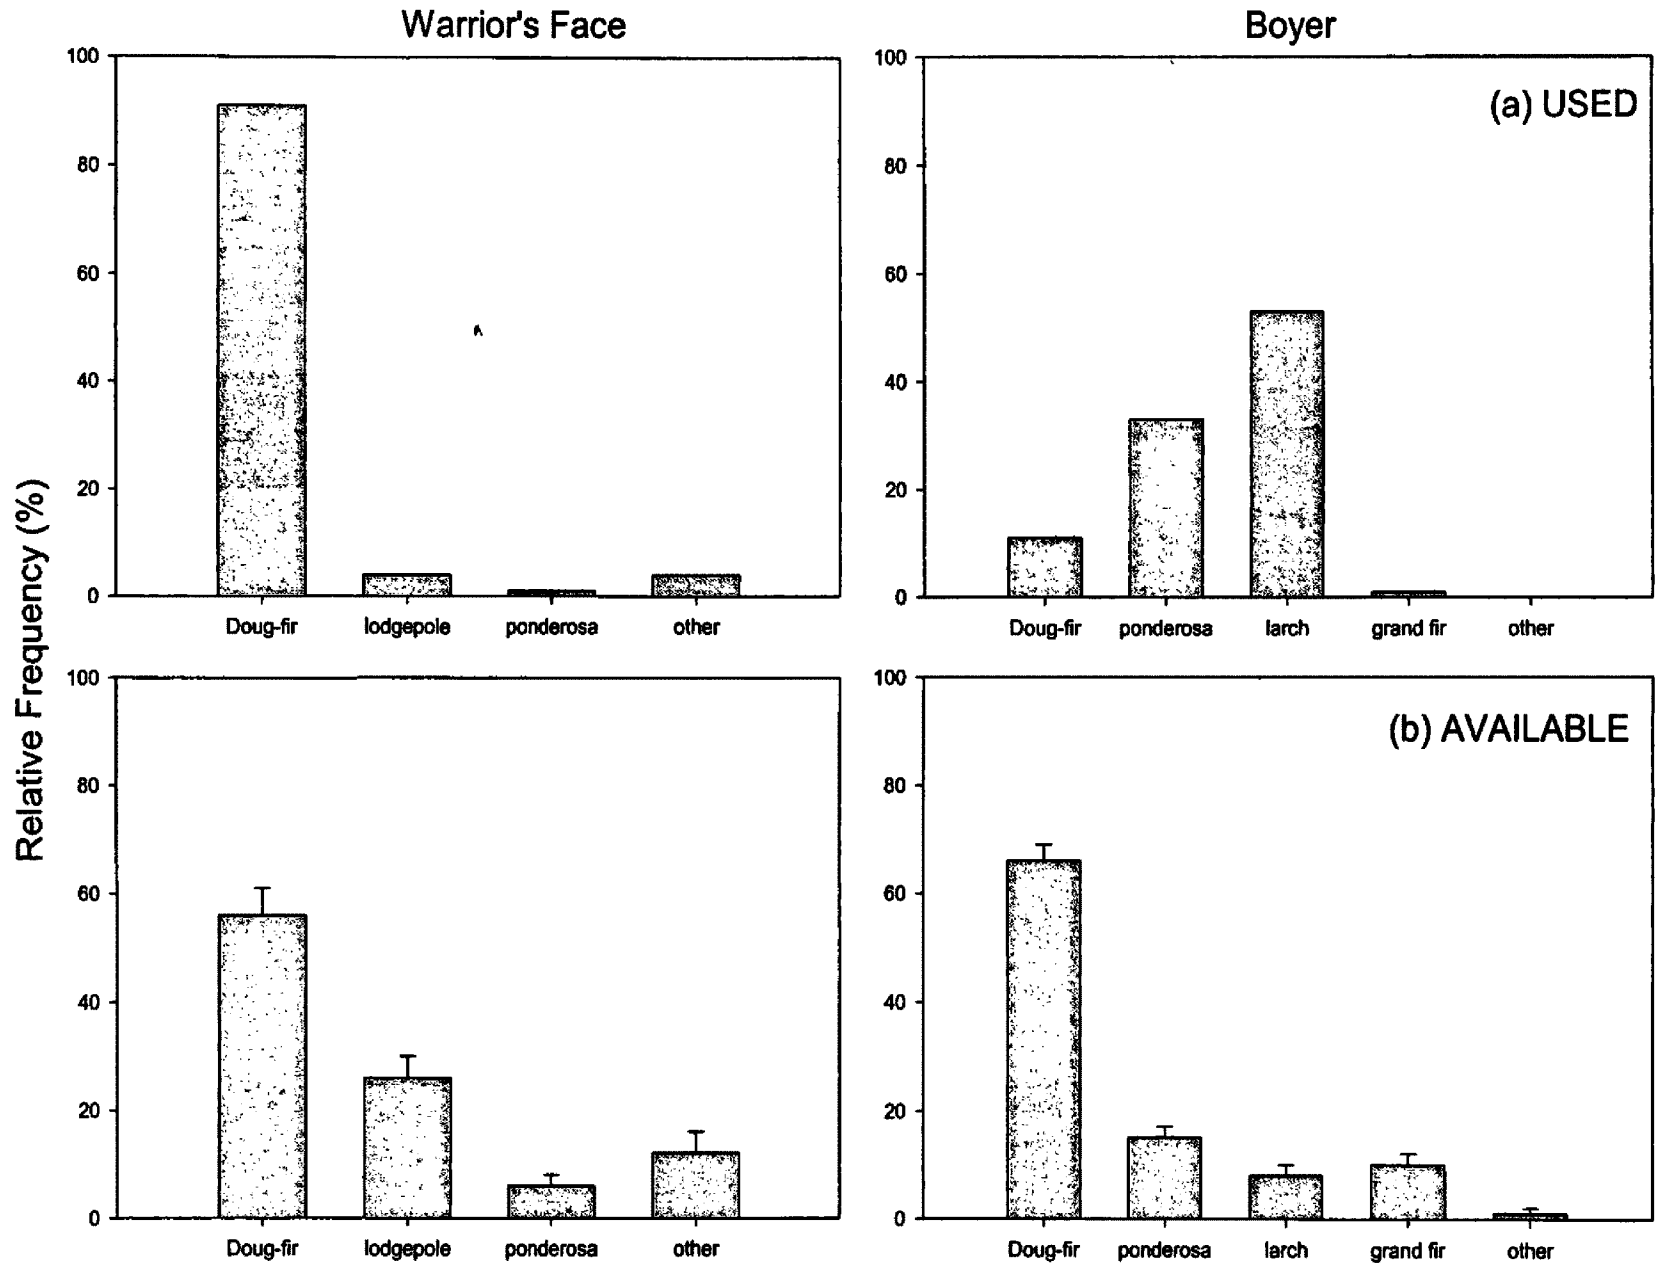 Warrior's Face
Boyer
Relative Frequency (%)
100
80
60
40
20
0
Doug-fir lodgepole ponderosa other
100
80
60
40
20
0
(a) USED
Doug-fir ponderosa larch grand fir other
100
80
60
40
20
0
Doug-fir lodgepole ponderosa other
100
80
60
40
20
0
(b) AVAILABLE
Doug-fir ponderosa larch grand fir other